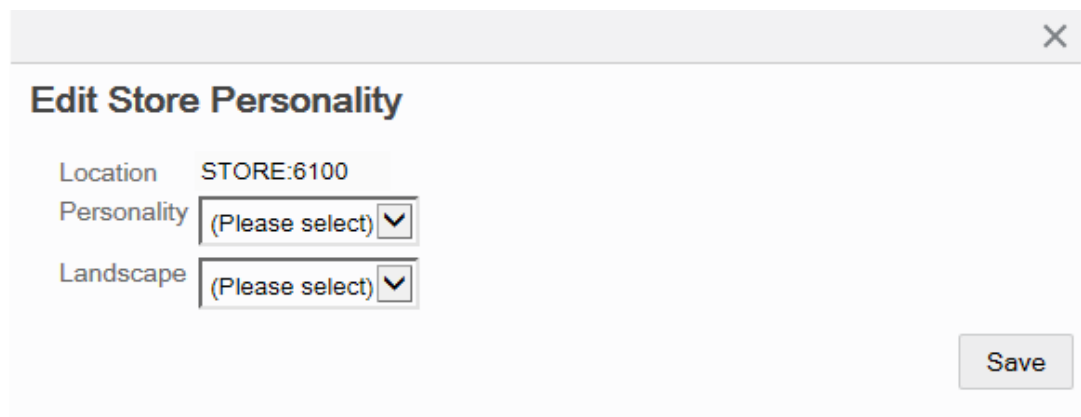 Edit Store Personality
Location STORE:6100
Personality (Please select)
Landscape (Please select)
Save